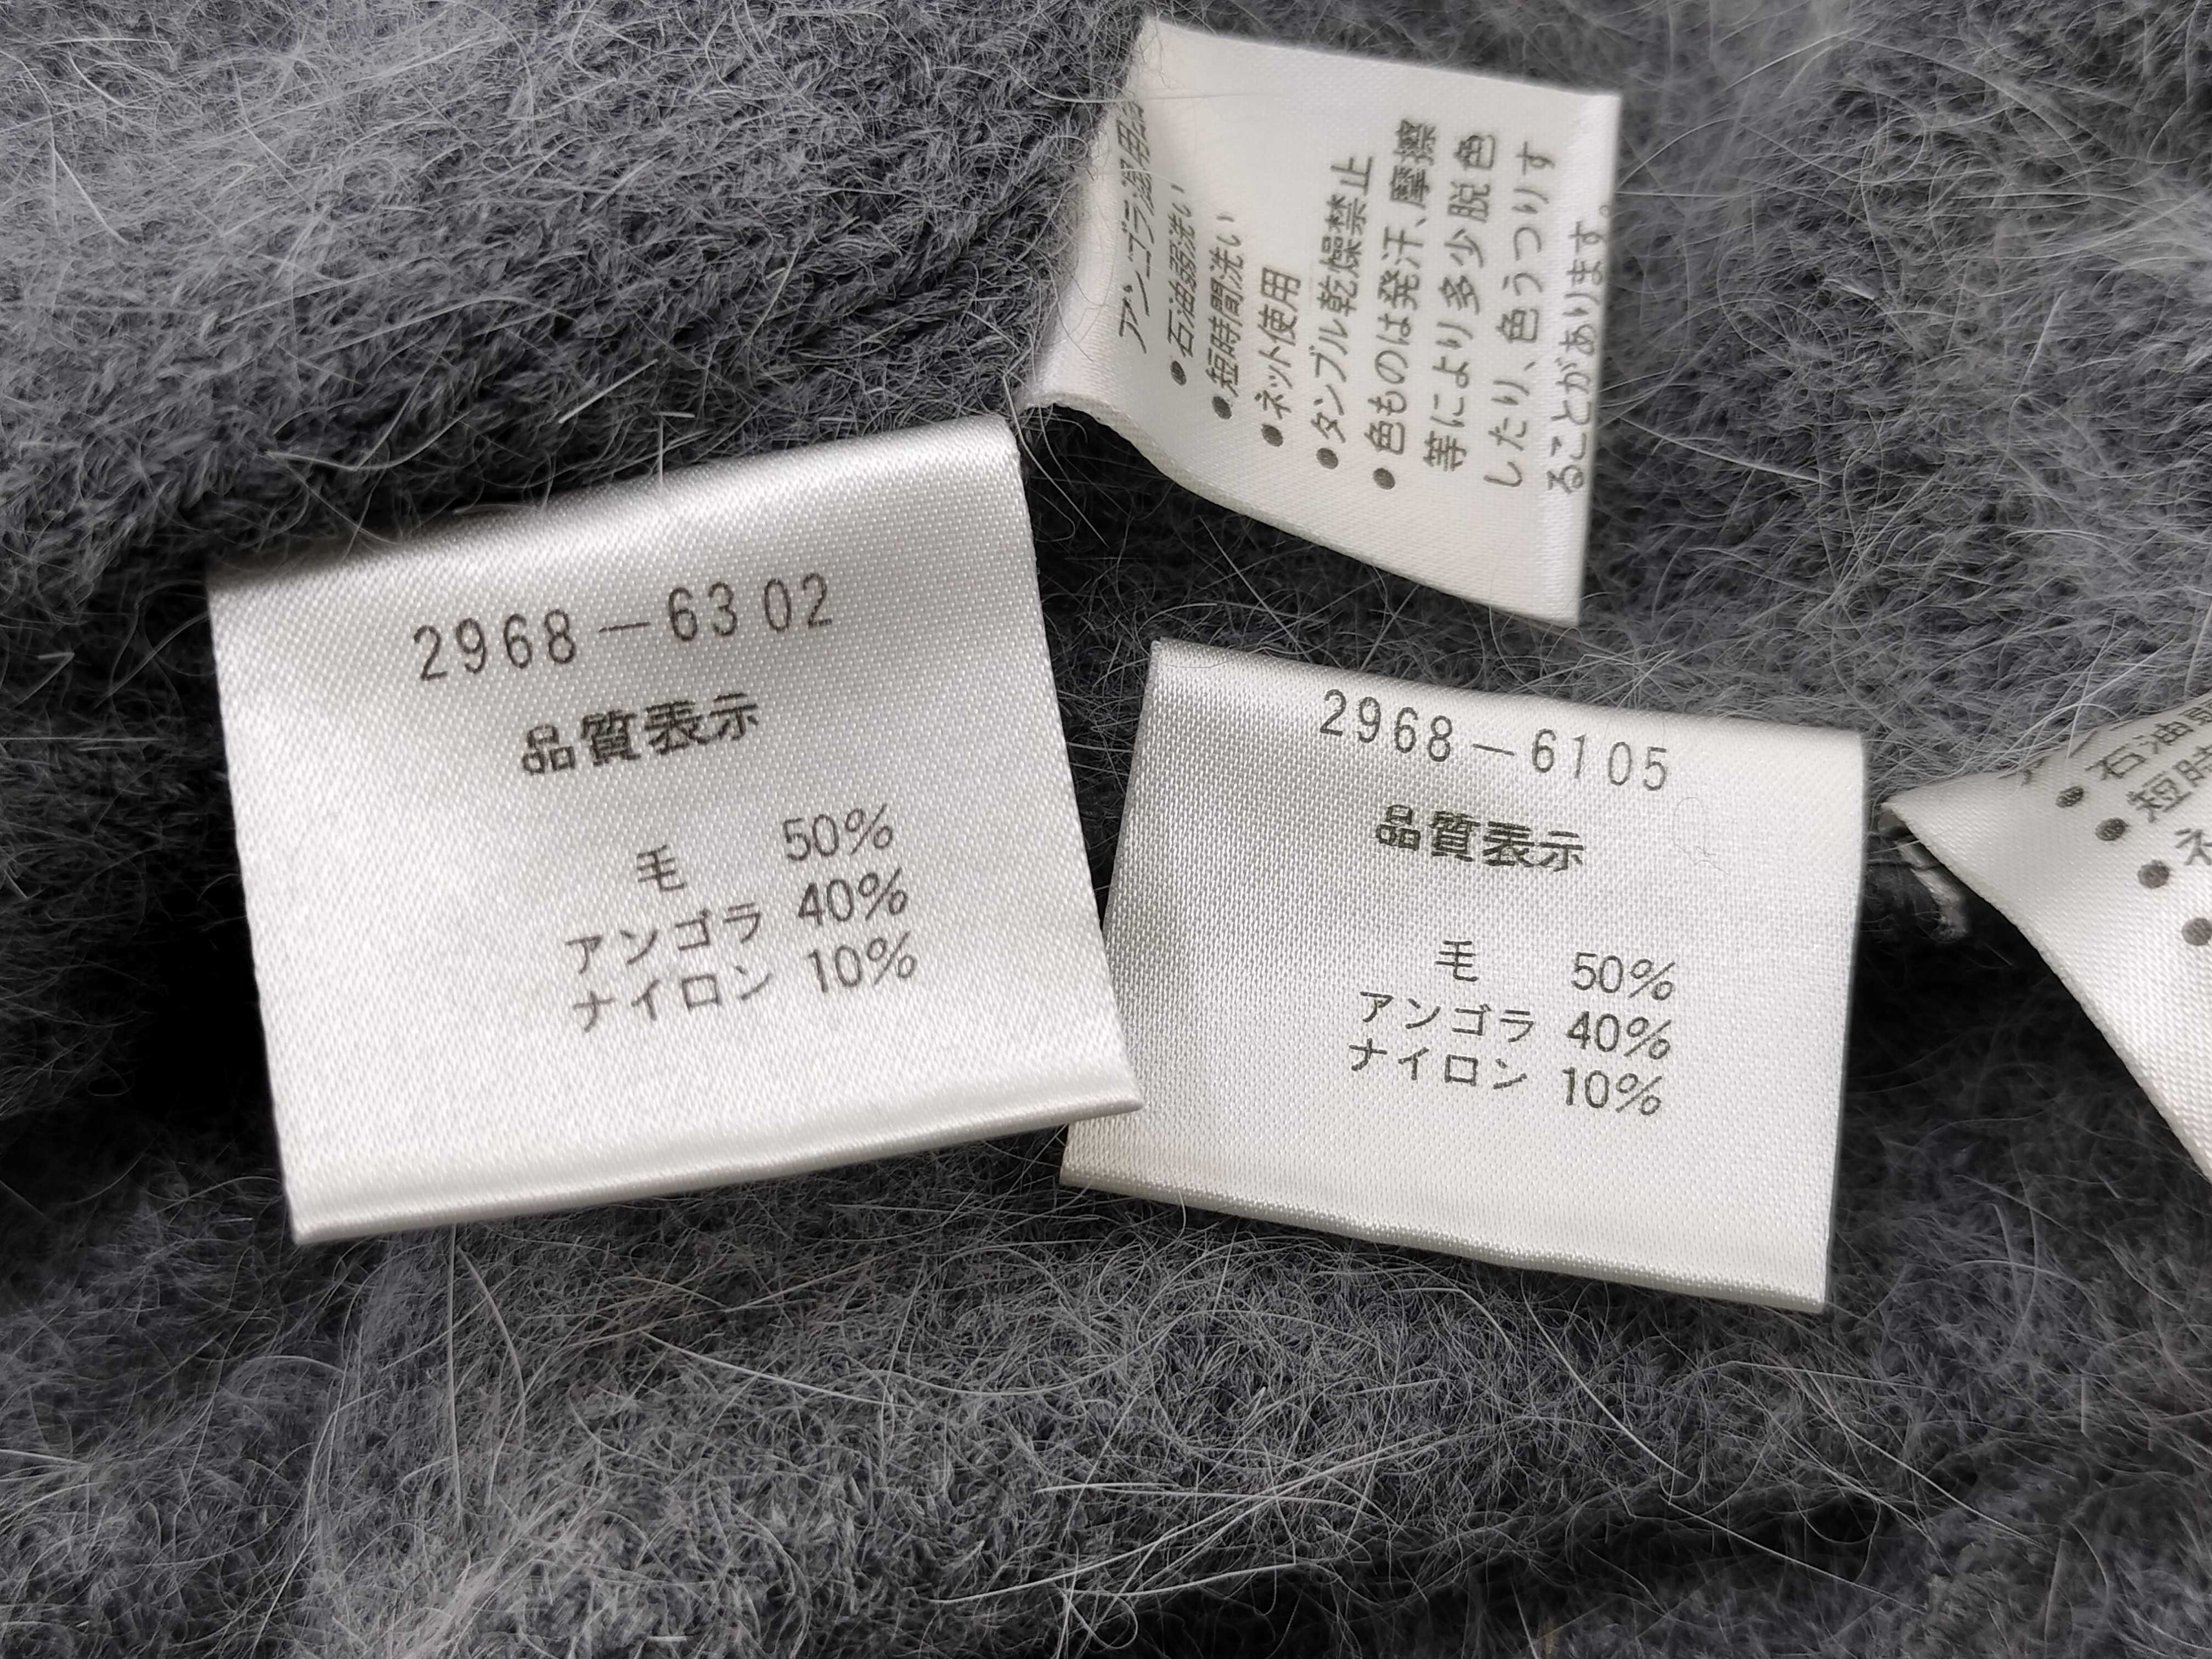 アンゴラ混用
●石油弱洗い
●短時間洗い
●ネット使用
●タンブル乾燥禁止
●色ものは発汗、摩擦
等により多少脱色
したり、色うつりす
ることがあります。
2968－6302
品質表示
毛 50%
アンゴラ 40%
ナイロン 10%
2968－6105
品質表示
毛 50%
アンゴラ 40%
ナイロン 10%
●石油
●短時
●ネ
●